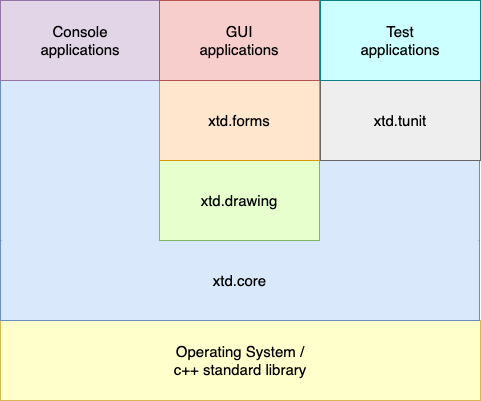 Console
applications
GUI
applications
Test
applications
xtd.forms
xtd.tunit
xtd.drawing
xtd.core
Operating System /
c++ standard library